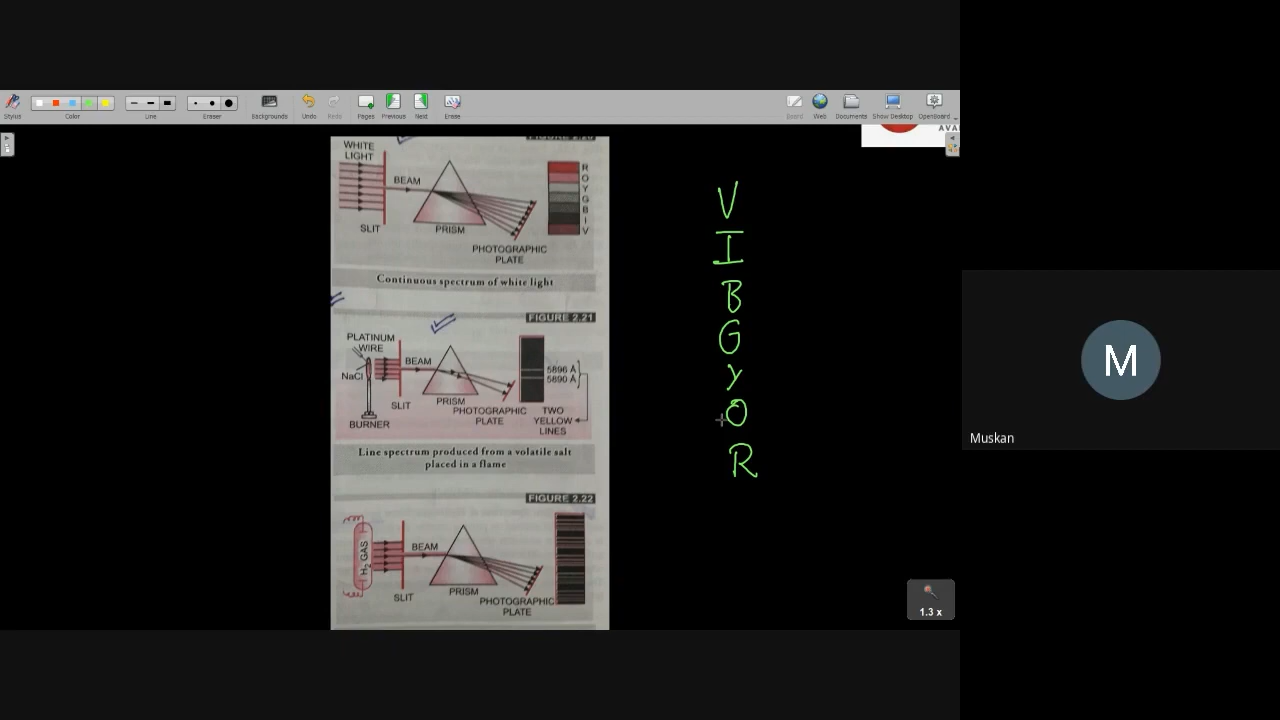 Stylus
Color
Line
Eraser
Backgrounds
Undo
Redo
Pages
Previous
Next
Erase
Board
Web
Documents
Show Desktop
OpenBoard
WHITE
LIGHT
BEAM
SLIT
PRISM
PHOTOGRAPHIC
PLATE
R
O
Y
G
B
I
V
Continuous spectrum of white light
FIGURE 2.21
PLATINUM
WIRE
NaCl
BURNER
SLIT
BEAM
PRISM
PHOTOGRAPHIC
PLATE
5896 Å
5890 Å
TWO
YELLOW
LINES
Line spectrum produced from a volatile salt
placed in a flame
FIGURE 2.22
H2 GAS
SLIT
BEAM
PRISM
PHOTOGRAPHIC
PLATE
V
I
B
G
Y
O
R
1.3 x
M
Muskan